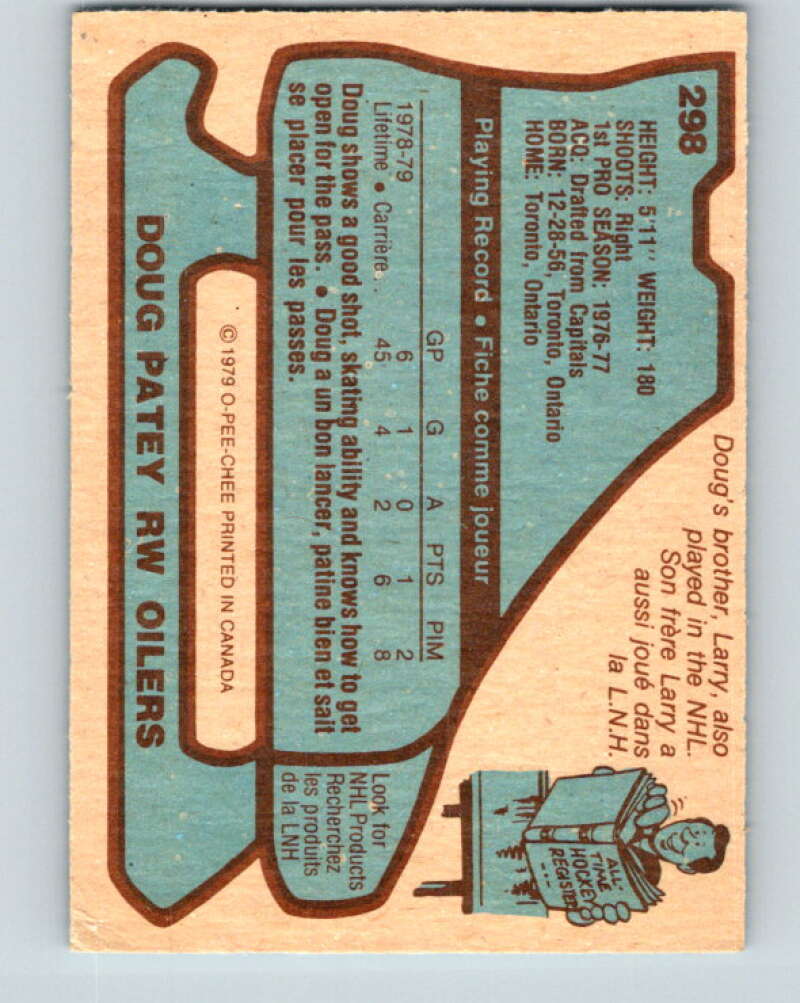 298
HEIGHT: 5'11" WEIGHT: 180
SHOOTS: Right
1st PRO SEASON: 1976-77
ACQ: Drafted from Capitals
BORN: 12-28-56, Toronto, Ontario
HOME: Toronto, Ontario
Doug's brother, Larry, also
played in the NHL.
Son frère Larry a
aussi joué dans
la L.N.H.
ALL-
TIME
HOCKEY
REGISTER
Playing Record • Fiche comme joueur
GP G A PTS PIM
1978-79 6 1 0 1 2
Lifetime • Carrière.. 45 4 2 6 8
Doug shows a good shot, skating ability and knows how to get
open for the pass. • Doug a un bon lancer, patine bien et sait
se placer pour les passes.
Look for
NHL Products
Recherchez
les produits
de la LNH
© 1979 O-PEE-CHEE PRINTED IN CANADA
DOUG PATEY RW OILERS